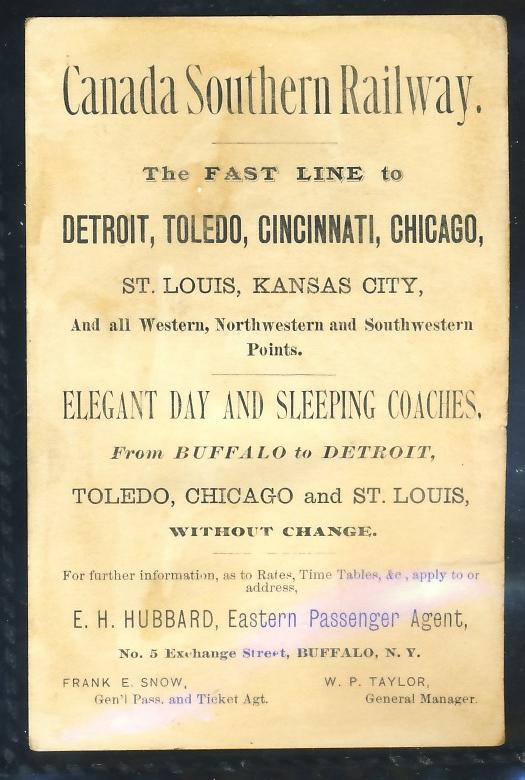 Canada Southern Railway.
The FAST LINE to
DETROIT, TOLEDO, CINCINNATI, CHICAGO,
ST. LOUIS, KANSAS CITY,
And all Western, Northwestern and Southwestern
Points.
ELEGANT DAY AND SLEEPING COACHES,
From BUFFALO to DETROIT,
TOLEDO, CHICAGO and ST. LOUIS,
WITHOUT CHANGE.
For further information, as to Rates, Time Tables, &c , apply to or
address,
E. H. HUBBARD, Eastern Passenger Agent,
No. 5 Exchange Street, BUFFALO, N. Y.
FRANK E. SNOW, W. P. TAYLOR,
Gen'l Pass. and Ticket Agt. General Manager.